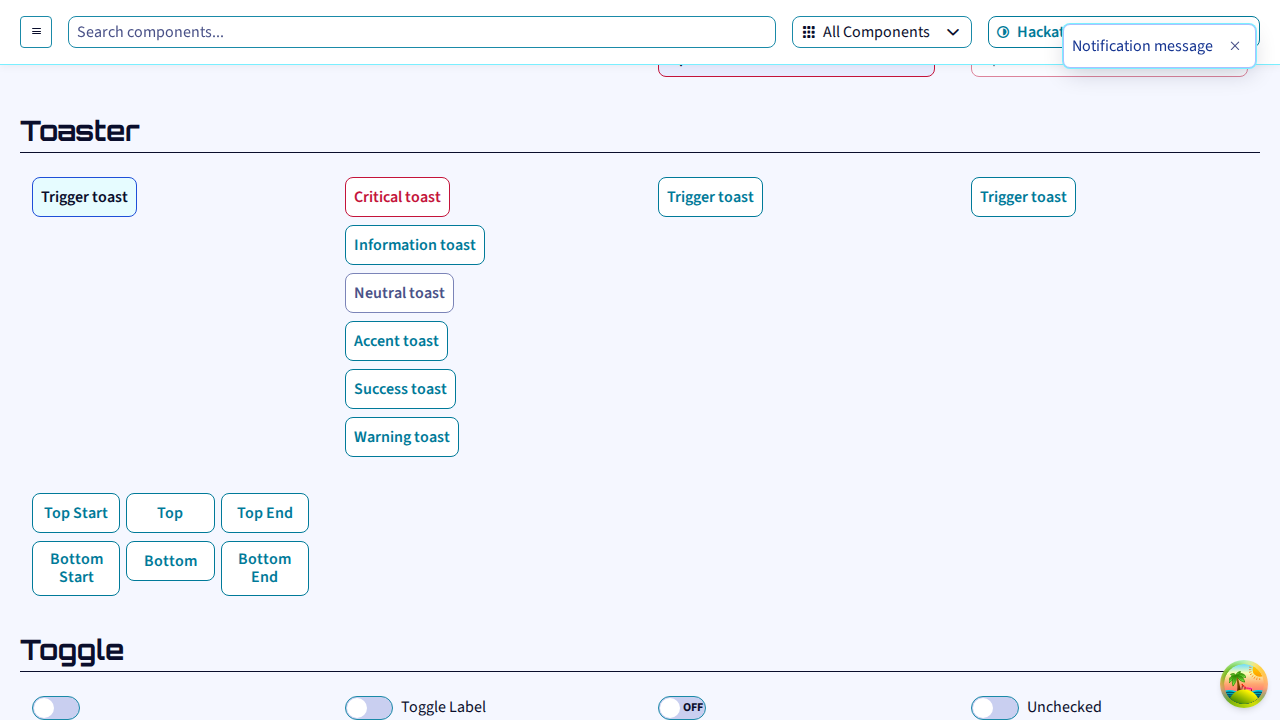 Search components...
All Components
Notification message
Toaster
Trigger toast
Critical toast
Trigger toast
Trigger toast
Information toast
Neutral toast
Accent toast
Success toast
Warning toast
Top Start
Top
Top End
Bottom
Start
Bottom
Bottom
End
Toggle
Toggle Label
OFF
Unchecked